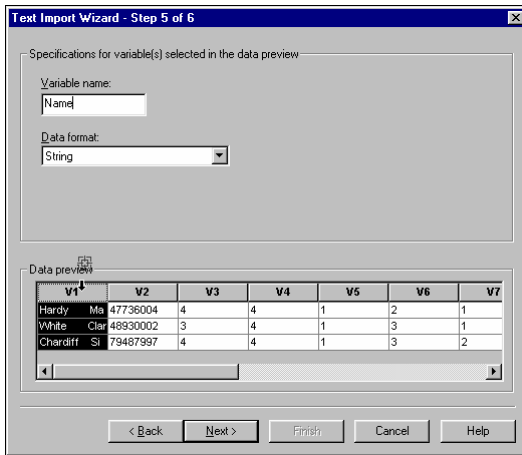 Text Import Wizard - Step 5 of 6
Specifications for variable(s) selected in the data preview
Variable name:
Name
Data format:
String
Data preview
V1 V2 V3 V4 V5 V6 V7
Hardy Ma 47736004 4 4 1 2 1
White Clar 48930002 3 4 1 3 1
Chardiff Si 79487997 4 4 1 3 2
< Back Next > Finish Cancel Help